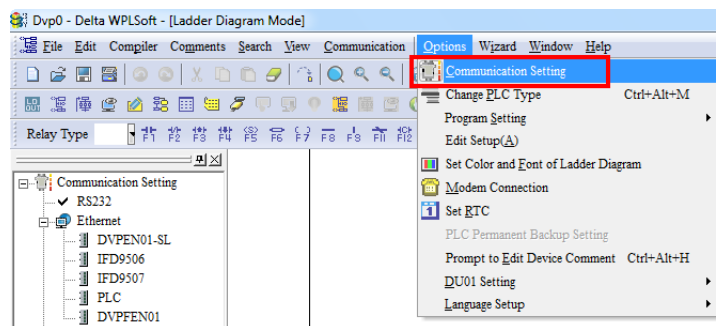 Dvp0 - Delta WPLSoft - [Ladder Diagram Mode]
File Edit Compiler Comments Search View Communication Options Wizard Window Help
Communication Setting
Change PLC Type Ctrl+Alt+M
Program Setting
Edit Setup(A)
Set Color and Font of Ladder Diagram
Modem Connection
Set RTC
PLC Permanent Backup Setting
Prompt to Edit Device Comment Ctrl+Alt+H
DU01 Setting
Language Setup
Relay Type F1 F2 F3 F4 F5 F6 F7 F8 F9 F11 F12
Communication Setting
RS232
Ethernet
DVPEN01-SL
IFD9506
IFD9507
PLC
DVPFEN01